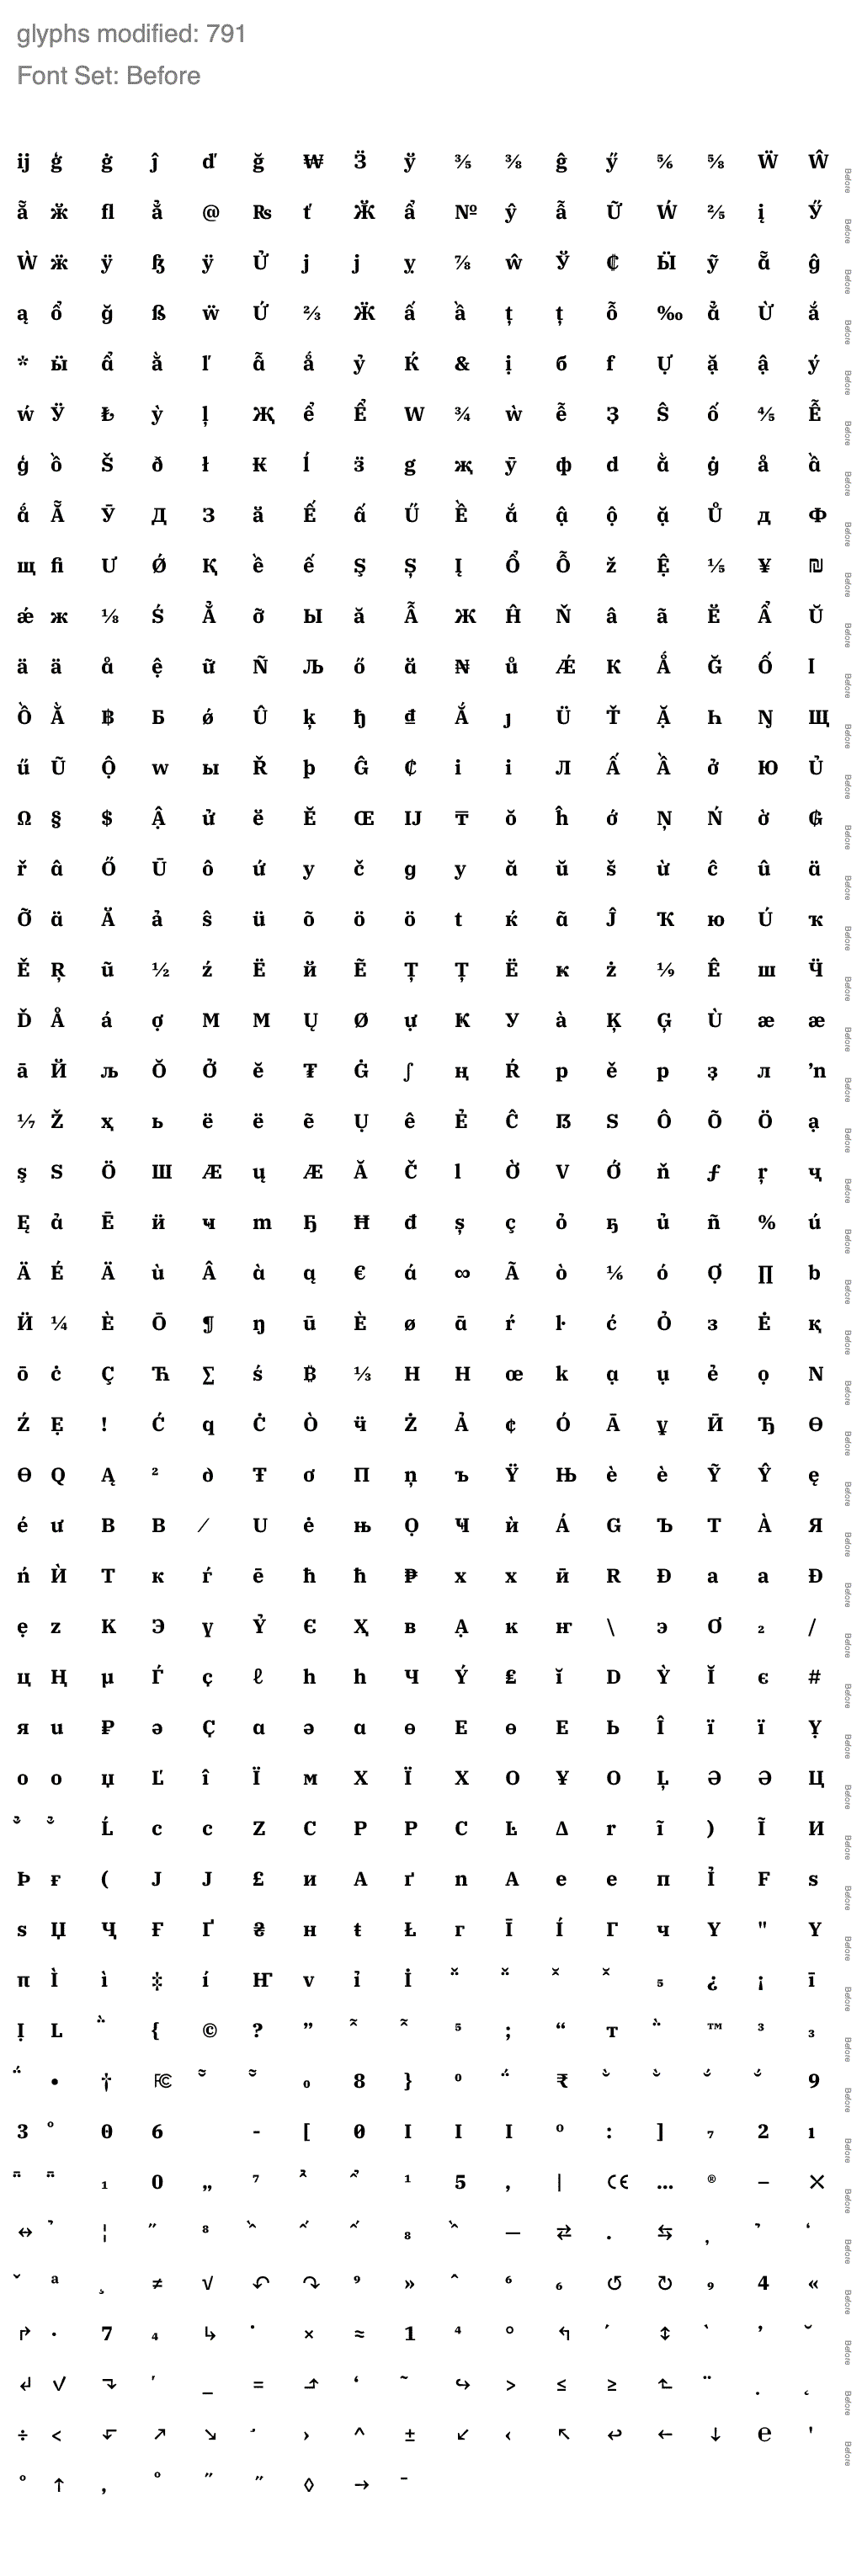 glyphs modified: 791
Font Set: Before
ij ģ ġ ĵ ď ğ ₩ Ӟ ÿ ⅗ ⅜ ĝ ӳ ⅚ ⅝ Ẅ Ŵ Before
ẵ ӝ ﬂ ẳ @ ₨ ť Ӂ ẩ № ŷ ẫ Ữ Ẃ ⅖ į Ӳ Before
Ẁ ӂ ÿ ß ÿ Ử j j ỵ ⅞ ŵ Ў ₵ Ӹ ỹ ẵ ĝ Before
ą ổ ğ ß ẅ Ứ ⅔ Ӝ ấ ầ ț ţ ỗ ‰ ẳ Ừ ắ Before
* ӹ ẩ ằ ľ ẫ ǻ ỷ Ḱ & ị б f Ự ặ ậ ý Before
ẃ Ӱ Ł ỳ ļ Җ ể Ể W ¾ ẁ ễ Ҙ Ŝ ố ⅘ Ễ Before
ģ ồ Š ð ł ₭ ĺ ӟ g җ ȳ ф d ằ ġ å ầ Before
ǻ Ẵ Ӯ Д З ä Ế ấ Ű Ề ắ ậ ộ ặ Ů д Ф Before
щ ﬁ Ư Ǿ Қ ề ế Ş Ș Į Ổ Ỗ ž Ệ ⅕ ¥ ₪ Before
ǽ ж ⅛ Ś Ẳ ỡ Ы ă Ẫ Ж Ĥ Ň â ã Ӗ Ẩ Ŭ Before
ä ä å ệ ữ Ñ Љ ő ä ₦ ů Ǽ К Ǻ Ğ Ố I Before
Ồ Ằ ฿ Б ǿ Û ķ ђ ₫ Ắ ȷ Ü Ť Ặ Һ Ŋ Щ Before
ű Ũ Ộ w ы Ř þ Ĝ ₵ i i Л Ấ Ầ ở Ю Ủ Before
Ω § $ Ậ ử ë Ĕ Œ IJ ₸ ŏ ĥ ớ Ņ Ń ờ ₲ Before
ř â Ő Ū ô ứ y č g y ă ŭ š ừ ĉ û ä Before
Ỡ ä Ӑ ả ŝ ü õ ö ö t ḱ ã Ĵ Ҡ ю Ú ҡ Before
Ě Ŗ ũ ½ ź Ë й Ẽ Ț Ţ Ё к ż ⅑ Ê ш Ӵ Before
Ď Å á ợ M М Ų Ø ự K У à Ķ Ģ Ù æ æ Before
ā Й љ Ŏ Ở ĕ ₮ Ġ ∫ ң Ŕ p ě р ҙ л ŉ Before
⅐ Ž ҳ ь ë ё ẽ Ụ ê Ẻ Ĉ ẞ S Ô Õ Ö ạ Before
ş Ѕ Ö Ш Æ ų Æ Ă Č l Ờ V Ớ ň ƒ ŗ ҷ Before
Ę ả Ē ӥ ҹ m Ҕ Ħ đ ș ç ỏ ҕ ủ ñ % ú Before
Ä É Ä ù Â à q € á ∞ Ã ò ⅙ ó Ợ ∏ b Before
Ӥ ¼ È Ō ¶ ŋ ū Ѐ ø ā ŕ ŀ ć Ỏ з Ė қ Before
ō ċ Ç Ћ ∑ ś ₿ ⅓ H Н œ k ạ ụ ẻ ọ N Before
Ź Ẹ ! Ć q Ċ Ò ӵ Ż Ả ¢ Ó Ā ұ Ӣ Ђ Ө Before
Ө Q Ą ² ð Ŧ ơ П ņ ъ Ÿ Њ è ѐ Ỹ Ŷ ę Before
é ư B В ⁄ U ė њ Ọ Ҹ ѝ Á G Ъ T À Я Before
ń Ѝ Т к ѓ ē ħ ħ ₱ x х ӣ R Đ a а Ð Before
ẹ z K Э ү Ỷ Є Ҳ в Ạ к ҥ \ э Ơ ₂ / Before
ц Ң µ Ѓ ç ℓ h һ Ч Ý ₤ ĭ D Ỳ Ĭ є # Before
я u ₽ ə Ç ɑ ə ɑ ө E ө Е Ь Î ï ï Ỵ Before
o о џ Ľ î Ï м X Ї Х O ¥ О Ļ Ə Ə Ц Before
Ĺ c с Z C P Р С Ŀ ∆ r ĩ ) Ĩ И Before
Þ ғ ( J Ј £ и A ґ n А e е п Ỉ F s Before
ѕ Џ Ҷ Ғ Ґ ₴ н ŧ Ł г Ī Í Г ч Y " Ү Before
п Ì ì ‡ í Ҥ v ỉ İ ₅ ¿ ¡ ī Before
Ị L { © ? ” ⁵ ; “ т ™ ³ ₃ Before
• † ₀ 8 } ⁰ ₹ 9 Before
3 ° 0 6 - [ 0 I І Ӏ º : ] ₇ 2 ı Before
₁ 0 „ ⁷ ¹ 5 , | … ® – ✕ Before
↔ ¦ ⁸ ₈ — ⇄ . ⇆ Before
ˇ ª ¸ ≠ √ ↶ ↷ ⁹ » ˆ ⁶ ₆ ↺ ↻ ₉ 4 « Before
↱ · 7 ₄ ↳ ˙ × ≈ 1 ⁴ ° ↰ ′ ↕ ` ’ ˘ Before
↲ ✓ ↴ ′ _ = ‘ ˜ ↪ > ≤ ≥ ¨ Before
÷ < ↗ ↘ › ^ ± ↙ ‹ ↖ ↩ ← ↓ ℮ ' Before
˚ ↑ ‚ ˚ ″ ˝ ◊ → ¯